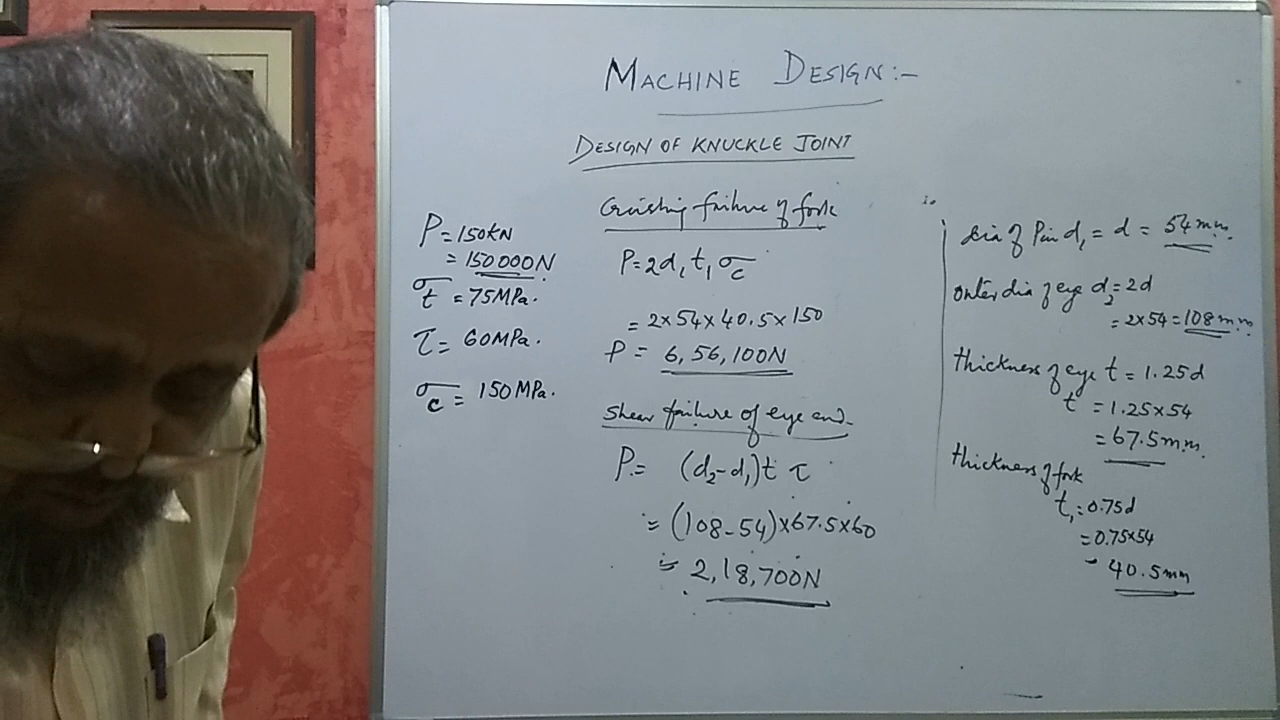 MACHINE DESIGN:-
DESIGN OF KNUCKLE JOINT
P=150kN
=150000N
σt =75MPa.
τ= 60MPa.
σc = 150MPa.
Crushing failure of fork
P=2d₁t₁σc
=2×54×40.5×150
P= 6,56,100N
Shear failure of eye end
P= (d₂-d₁)t τ
=(108-54)×67.5×60
= 2,18,700N
dia of Pin d₁=d= 54mm.
Outer dia of eye d₂=2d
=2×54=108mm
thickness of eye t=1.25d
t =1.25×54
=67.5mm.
thickness of fork
t₁=0.75d
=0.75×54
= 40.5mm